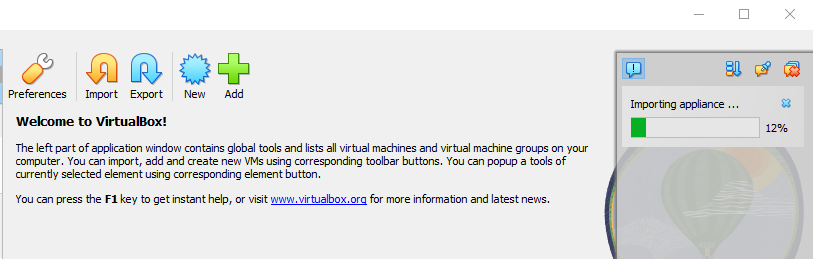 Preferences Import Export New Add
Welcome to VirtualBox!
The left part of application window contains global tools and lists all virtual machines and virtual machine groups on your
computer. You can import, add and create new VMs using corresponding toolbar buttons. You can popup a tools of
currently selected element using corresponding element button.
You can press the F1 key to get instant help, or visit www.virtualbox.org for more information and latest news.
Importing appliance ...
12%